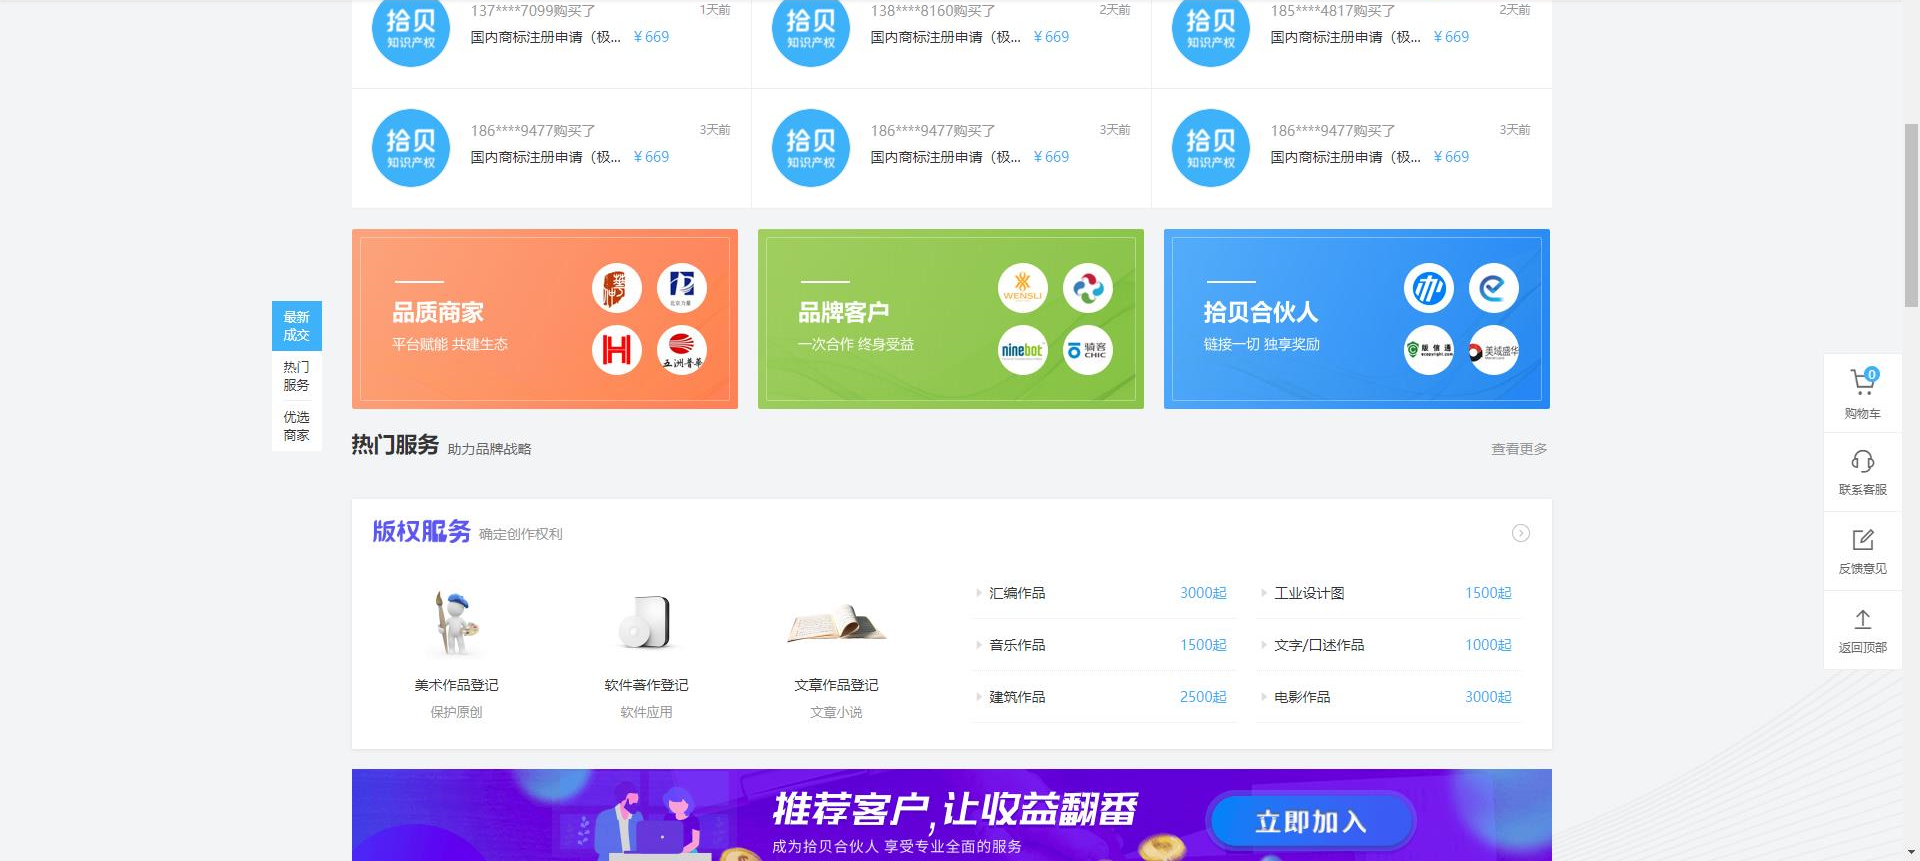 拾贝
知识产权
137****7099购买了
1天前
国内商标注册申请（极...
￥669
拾贝
知识产权
138****8160购买了
2天前
国内商标注册申请（极...
￥669
拾贝
知识产权
185****4817购买了
2天前
国内商标注册申请（极...
￥669
拾贝
知识产权
186****9477购买了
3天前
国内商标注册申请（极...
￥669
拾贝
知识产权
186****9477购买了
3天前
国内商标注册申请（极...
￥669
拾贝
知识产权
186****9477购买了
3天前
国内商标注册申请（极...
￥669
最新
成交
热门
服务
优选
商家
品质商家
平台赋能 共建生态
五洲普华
品牌客户
一次合作 终身受益
WENSLI
ninebot
骑客
CHIC
拾贝合伙人
链接一切 独享奖励
版信通
美域盛华
热门服务 助力品牌战略
查看更多
版权服务 确定创作权利
美术作品登记
保护原创
软件著作登记
软件应用
文章作品登记
文章小说
汇编作品 3000起
工业设计图 1500起
音乐作品 1500起
文字/口述作品 1000起
建筑作品 2500起
电影作品 3000起
推荐客户,让收益翻番
成为拾贝合伙人 享受专业全面的服务
立即加入
0
购物车
联系客服
反馈意见
返回顶部